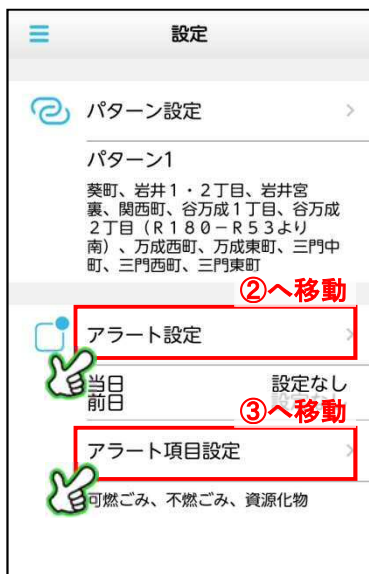 設定
パターン設定
パターン1
葵町、岩井１・２丁目、岩井宮
裏、関西町、谷万成１丁目、谷万成
２丁目（Ｒ１８０－Ｒ５３より
南）、万成西町、万成東町、三門中
町、三門西町、三門東町
②へ移動
アラート設定
当日 設定なし
前日 設定なし
③へ移動
アラート項目設定
可燃ごみ、不燃ごみ、資源化物